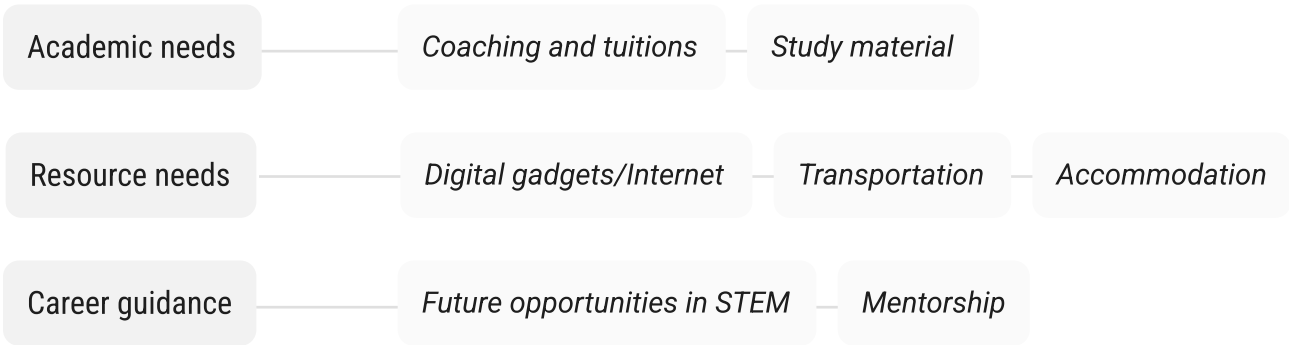 Academic needs
Coaching and tuitions
Study material
Resource needs
Digital gadgets/Internet
Transportation
Accommodation
Career guidance
Future opportunities in STEM
Mentorship